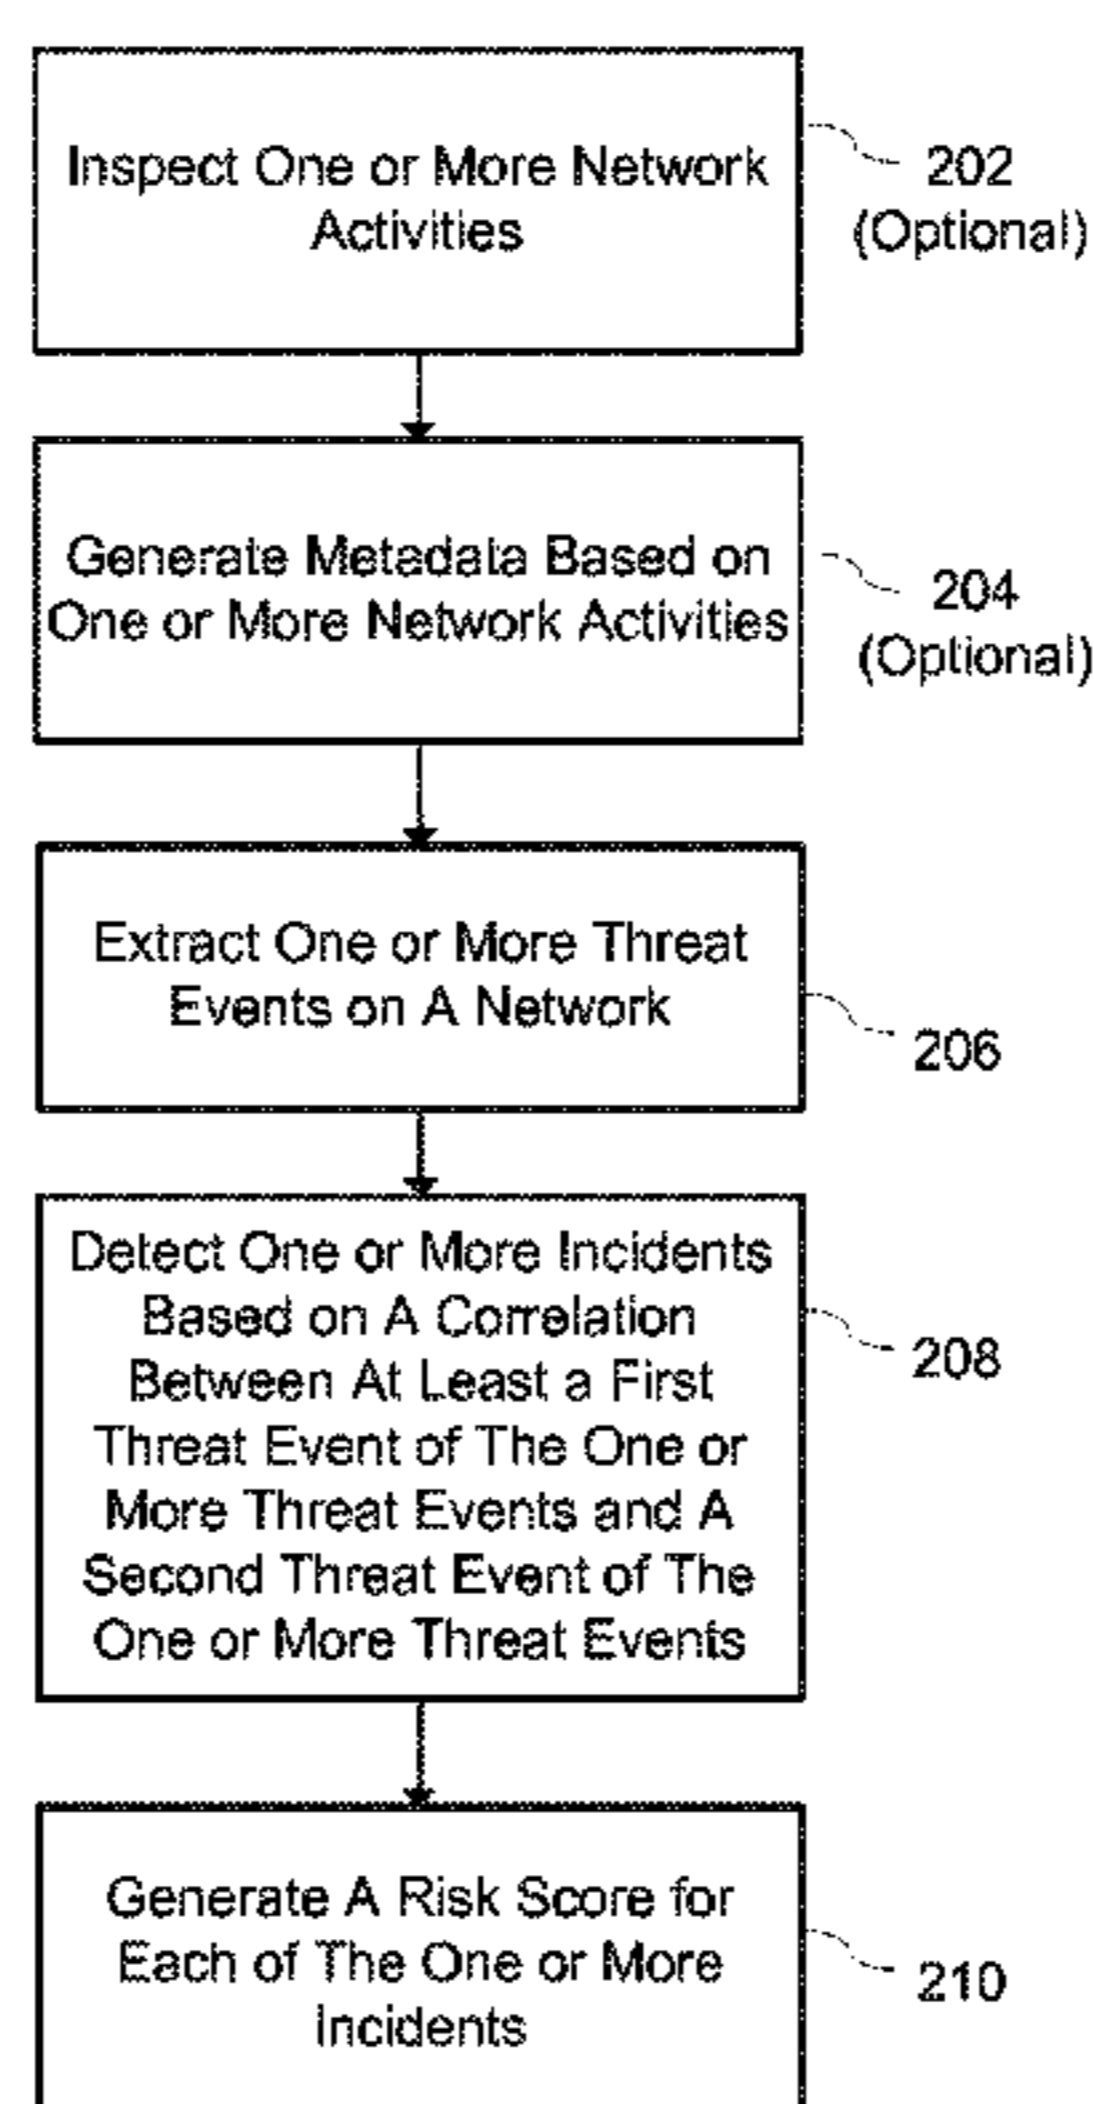 Inspect One or More Network
Activities
202
(Optional)
Generate Metadata Based on
One or More Network Activities
204
(Optional)
Extract One or More Threat
Events on A Network
206
Detect One or More Incidents
Based on A Correlation
Between At Least a First
Threat Event of The One or
More Threat Events and A
Second Threat Event of The
One or More Threat Events
208
Generate A Risk Score for
Each of The One or More
Incidents
210